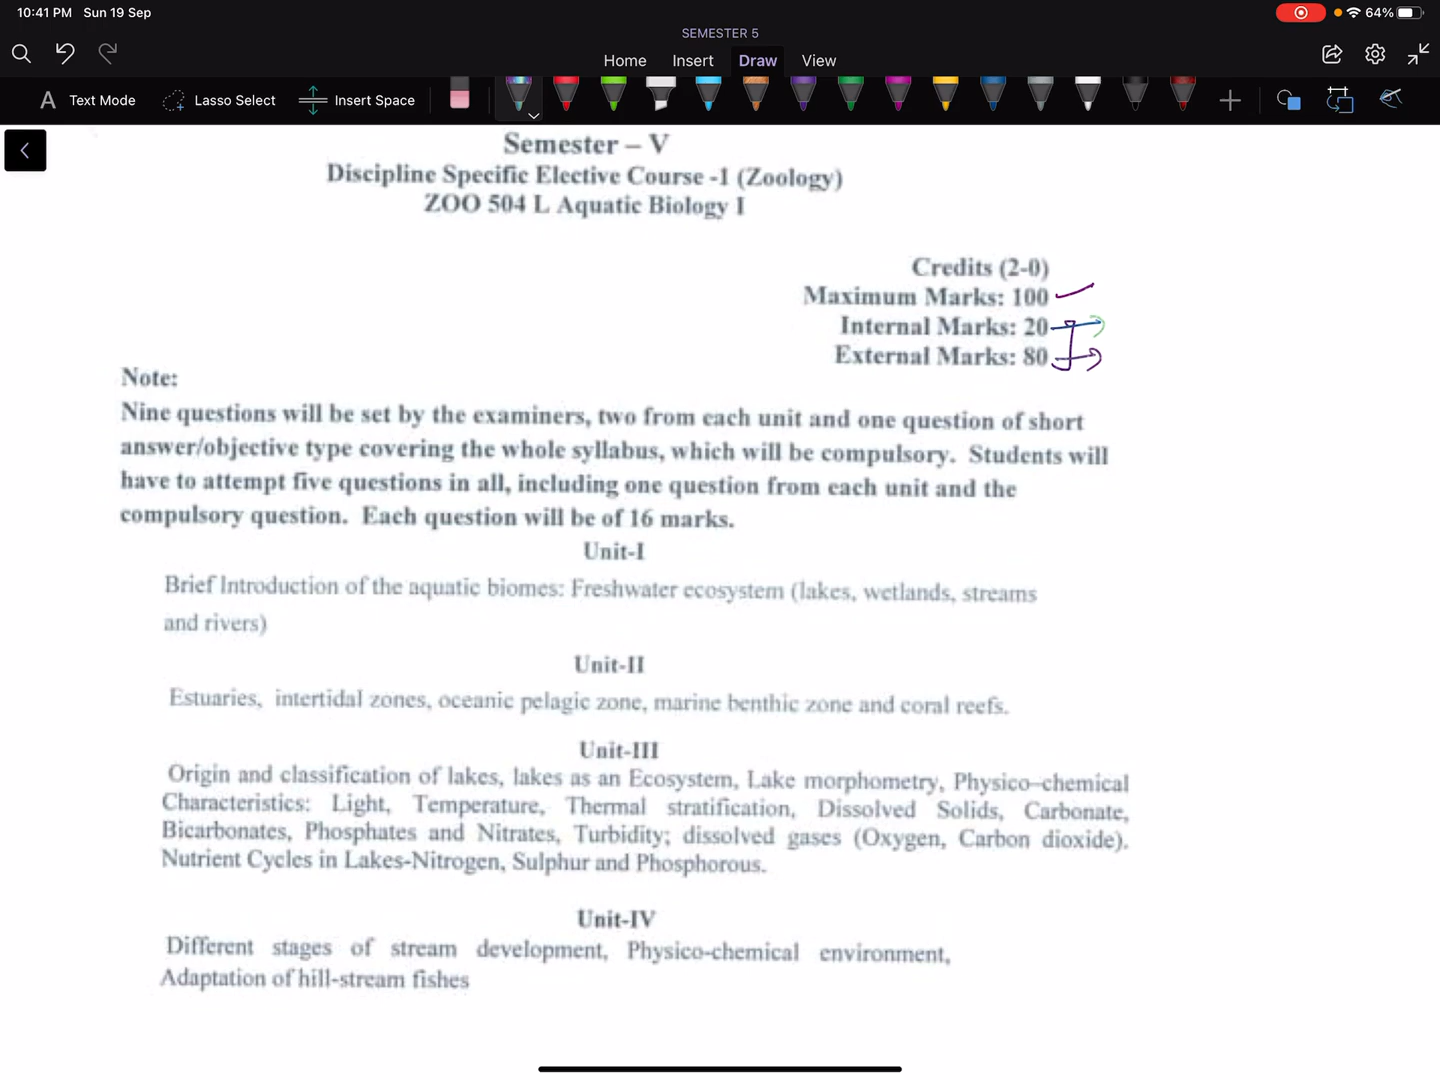 10:41 PM Sun 19 Sep
64%
SEMESTER 5
Home Insert Draw View
Text Mode Lasso Select Insert Space
Semester – V
Discipline Specific Elective Course -1 (Zoology)
ZOO 504 L Aquatic Biology I
Credits (2-0)
Maximum Marks: 100
Internal Marks: 20
External Marks: 80
Note:
Nine questions will be set by the examiners, two from each unit and one question of short
answer/objective type covering the whole syllabus, which will be compulsory. Students will
have to attempt five questions in all, including one question from each unit and the
compulsory question. Each question will be of 16 marks.
Unit-I
Brief Introduction of the aquatic biomes: Freshwater ecosystem (lakes, wetlands, streams
and rivers)
Unit-II
Estuaries, intertidal zones, oceanic pelagic zone, marine benthic zone and coral reefs.
Unit-III
Origin and classification of lakes, lakes as an Ecosystem, Lake morphometry, Physico–chemical
Characteristics: Light, Temperature, Thermal stratification, Dissolved Solids, Carbonate,
Bicarbonates, Phosphates and Nitrates, Turbidity; dissolved gases (Oxygen, Carbon dioxide).
Nutrient Cycles in Lakes-Nitrogen, Sulphur and Phosphorous.
Unit-IV
Different stages of stream development, Physico-chemical environment,
Adaptation of hill-stream fishes